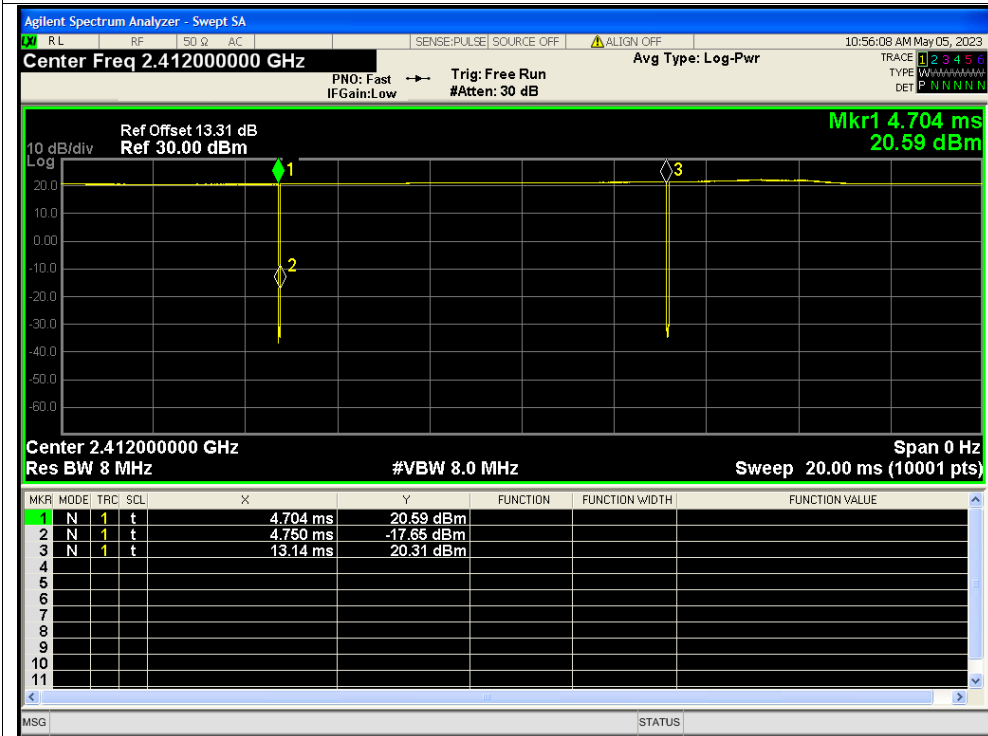 Agilent Spectrum Analyzer - Swept SA
LXI RL RF 50 Ω AC SENSE:PULSE SOURCE OFF ALIGN OFF 10:56:08 AM May 05, 2023
Center Freq 2.412000000 GHz Avg Type: Log-Pwr TRACE 1 2 3 4 5 6
PNO: Fast Trig: Free Run TYPE WWWWWW
IFGain:Low #Atten: 30 dB DET P N N N N N
Mkr1 4.704 ms
Ref Offset 13.31 dB
10 dB/div Ref 30.00 dBm 20.59 dBm
Log
1
3
20.0
10.0
0.00
2
-10.0
-20.0
-30.0
-40.0
-50.0
-60.0
Center 2.412000000 GHz Span 0 Hz
Res BW 8 MHz #VBW 8.0 MHz Sweep 20.00 ms (10001 pts)
MKR MODE TRC SCL X Y FUNCTION FUNCTION WIDTH FUNCTION VALUE
1 N 1 t 4.704 ms 20.59 dBm
2 N 1 t 4.750 ms -17.65 dBm
3 N 1 t 13.14 ms 20.31 dBm
4
5
6
7
8
9
10
11
MSG STATUS